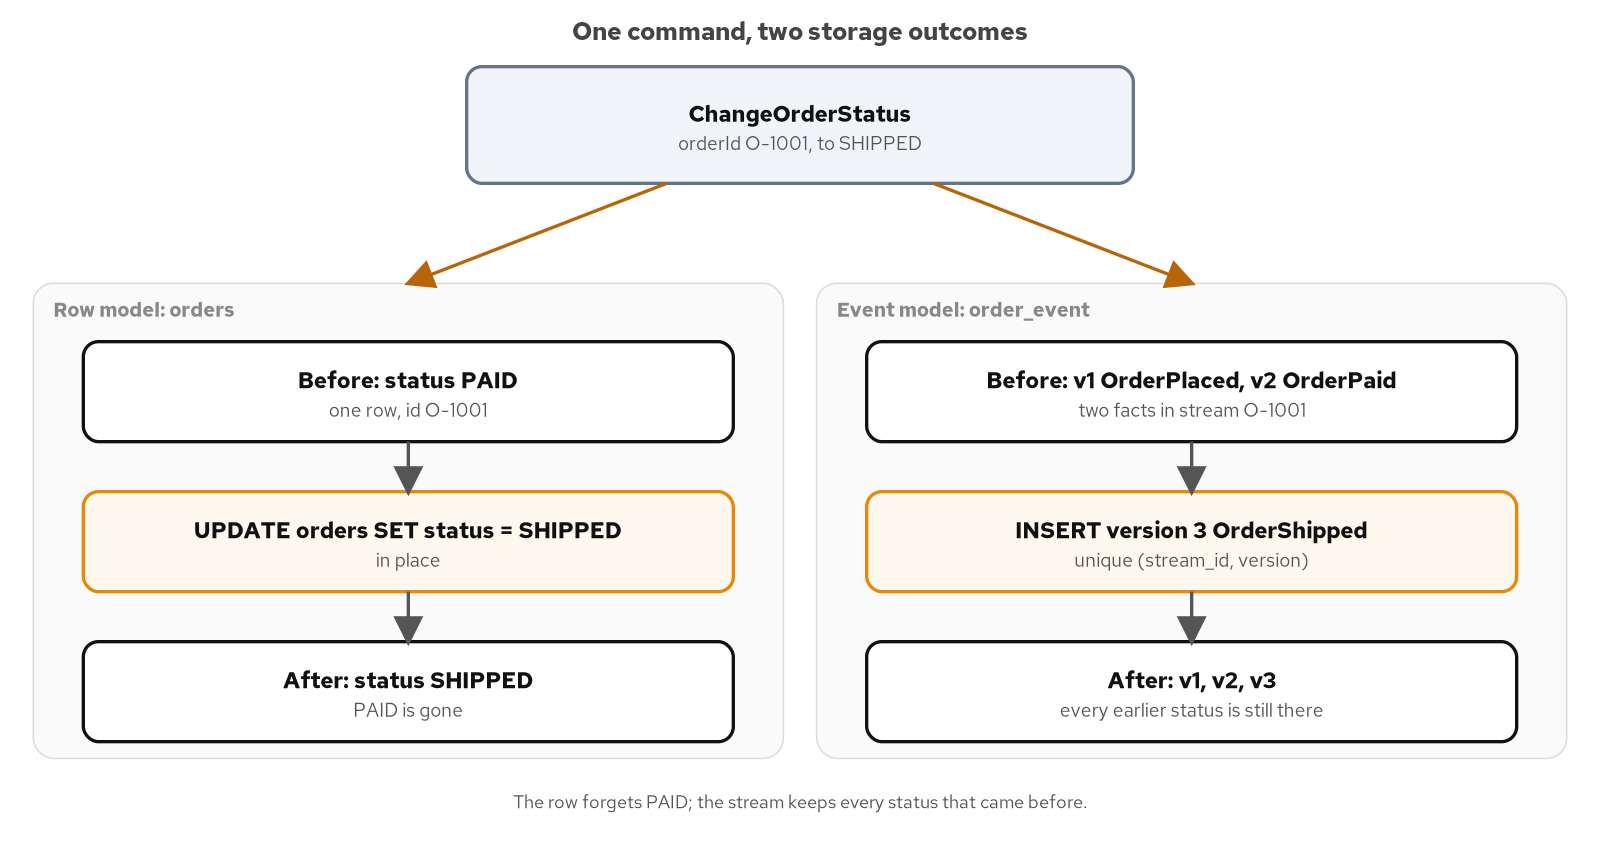 One command, two storage outcomes
ChangeOrderStatus
orderId O-1001, to SHIPPED
Row model: orders
Before: status PAID
one row, id O-1001
UPDATE orders SET status = SHIPPED
in place
After: status SHIPPED
PAID is gone
Event model: order_event
Before: v1 OrderPlaced, v2 OrderPaid
two facts in stream O-1001
INSERT version 3 OrderShipped
unique (stream_id, version)
After: v1, v2, v3
every earlier status is still there
The row forgets PAID; the stream keeps every status that came before.